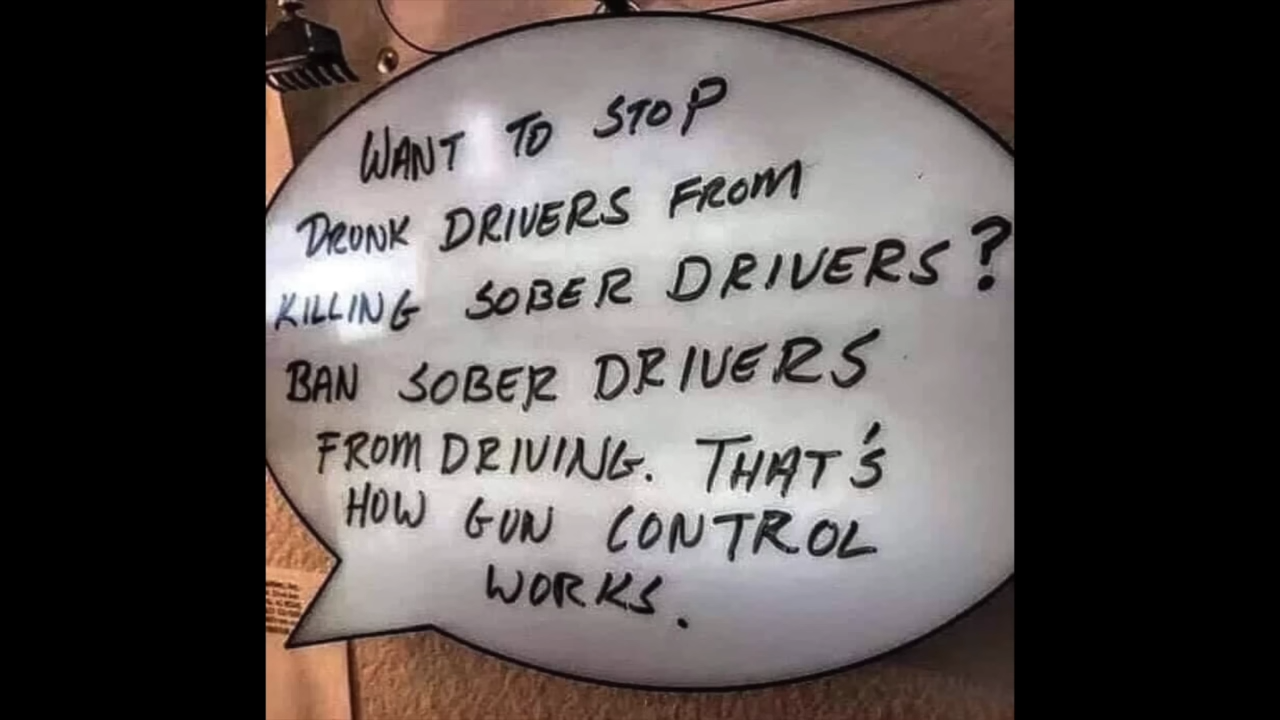 WANT TO STOP
DRUNK DRIVERS FROM
KILLING SOBER DRIVERS?
BAN SOBER DRIVERS
FROM DRIVING. THAT'S
HOW GUN CONTROL
WORKS.